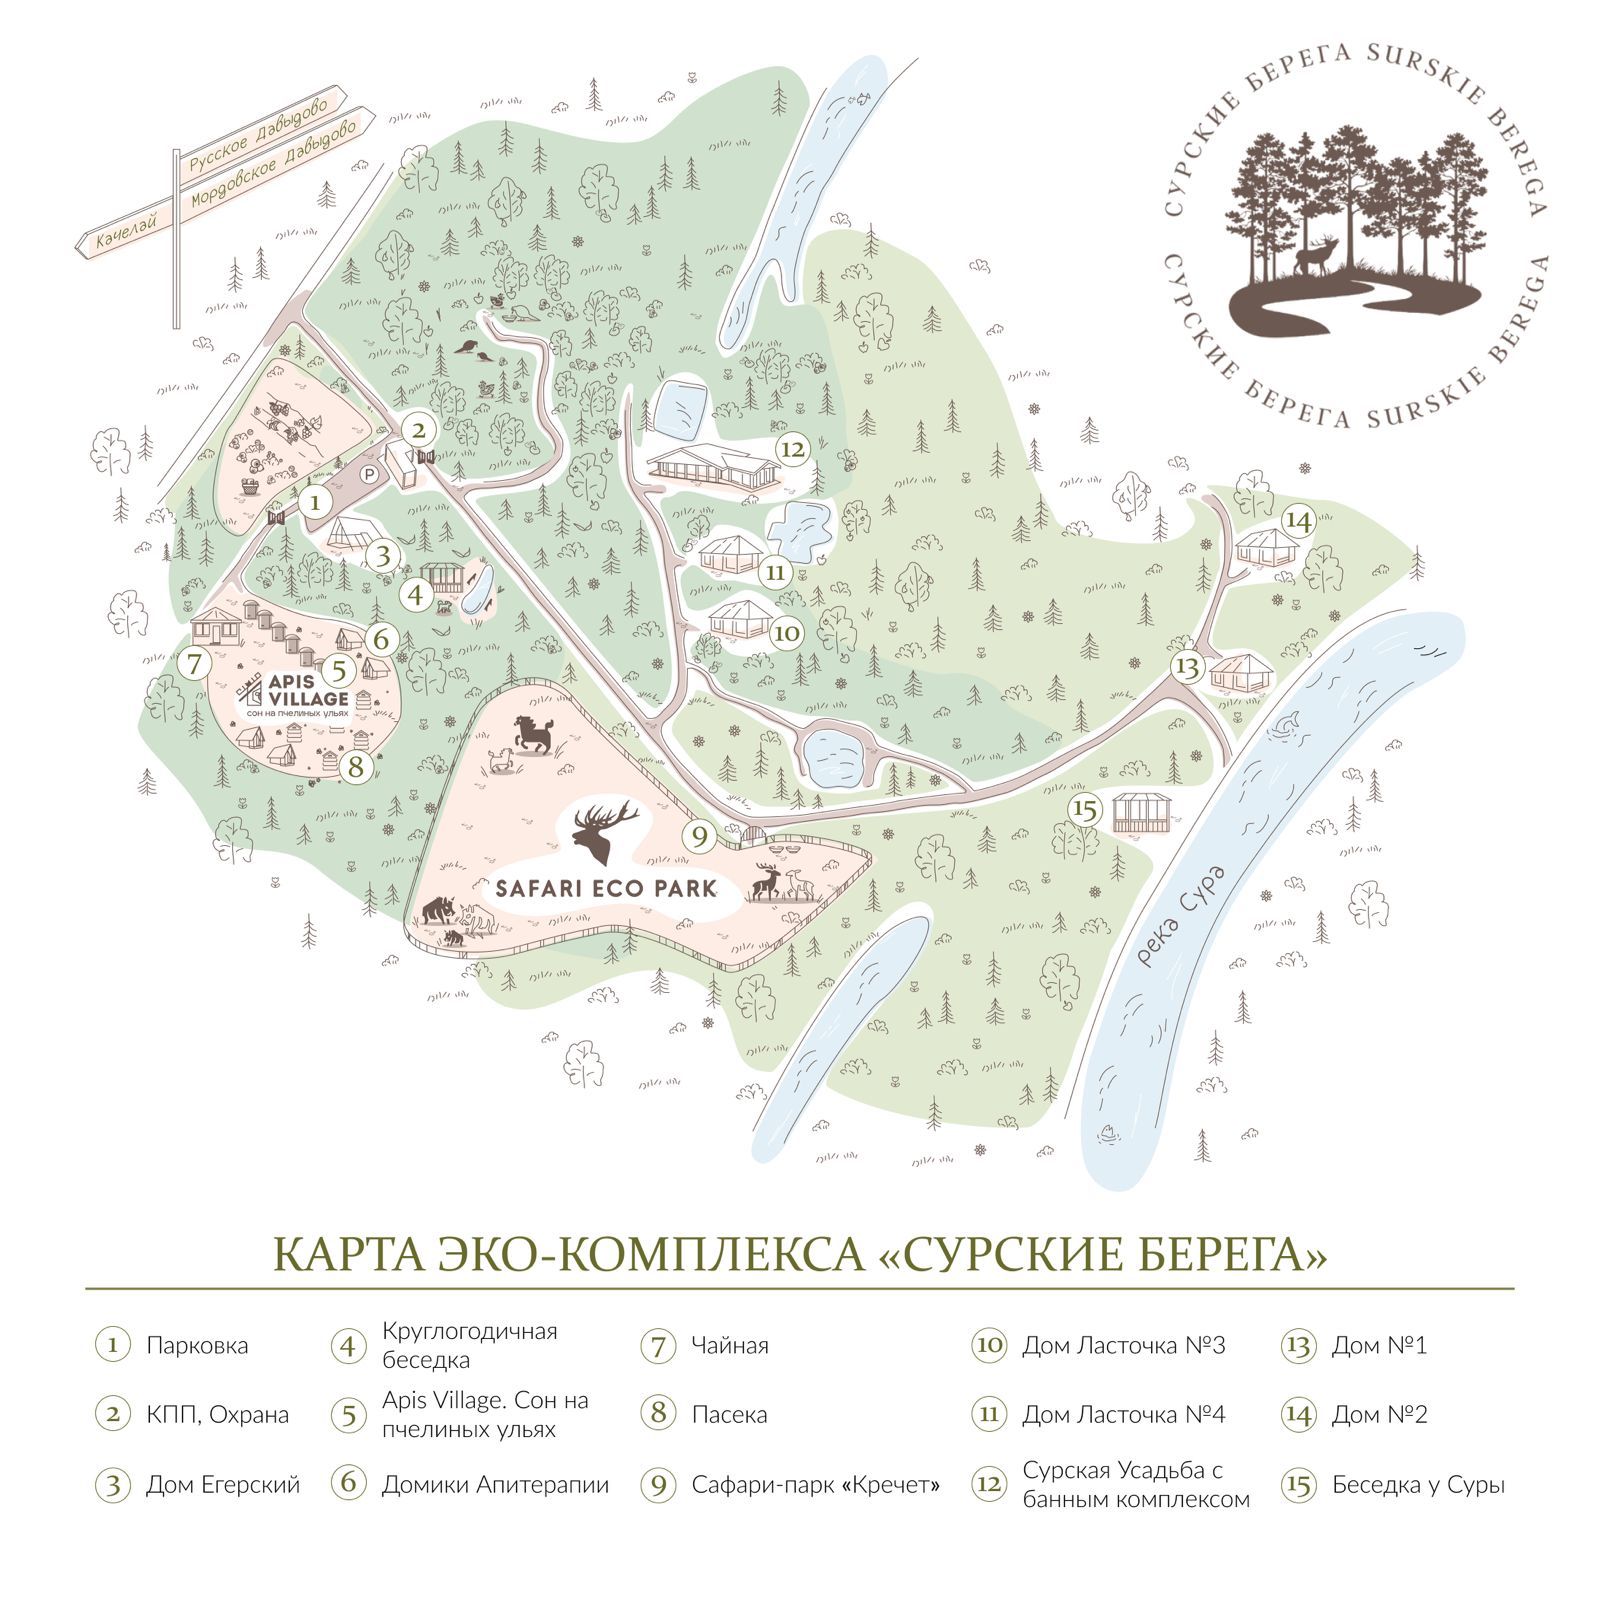 Русское Давыдово
Мордовское Давыдово
Качелай
СУРСКИЕ БЕРЕГА SURSKIE BEREGA
СУРСКИЕ БЕРЕГА SURSKIE BEREGA
2
P
1
3
4
12
11
10
14
13
6
7
5
APIS
VILLAGE
СОН НА ПЧЕЛИНЫХ УЛЬЯХ
8
9
15
SAFARI ECO PARK
река Сура
КАРТА ЭКО-КОМПЛЕКСА «СУРСКИЕ БЕРЕГА»
1 Парковка
2 КПП, Охрана
3 Дом Егерский
4 Круглогодичная
беседка
5 Apis Village. Сон на
пчелиных ульях
6 Домики Апитерапии
7 Чайная
8 Пасека
9 Сафари-парк «Кречет»
10 Дом Ласточка №3
11 Дом Ласточка №4
12 Сурская Усадьба с
банным комплексом
13 Дом №1
14 Дом №2
15 Беседка у Суры